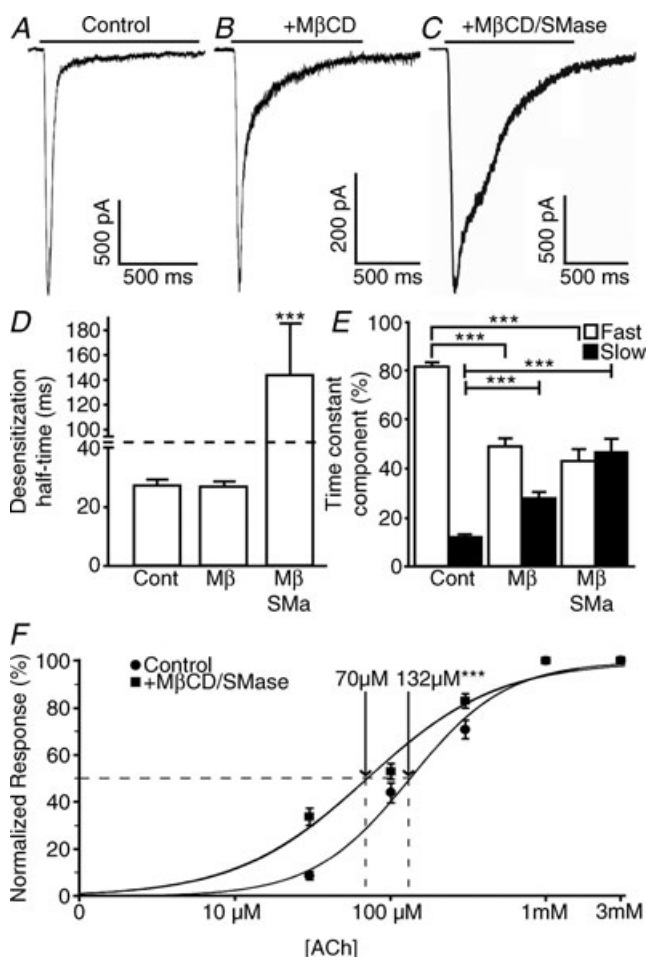 A Control B +MβCD C +MβCD/SMase
500 pA
500 ms
200 pA
500 ms
500 pA
500 ms
D
Desensitization
half-time (ms)
180
160
140
120
100
40
20
0
***
Cont Mβ Mβ
SMa
E
Time constant
component (%)
100
80
60
40
20
0
Fast
Slow
***
***
***
***
Cont Mβ Mβ
SMa
F
Normalized Response (%)
100
80
60
40
20
0
Control
+MβCD/SMase
70µM 132µM***
0 10 µM 100 µM 1mM 3mM
[ACh]